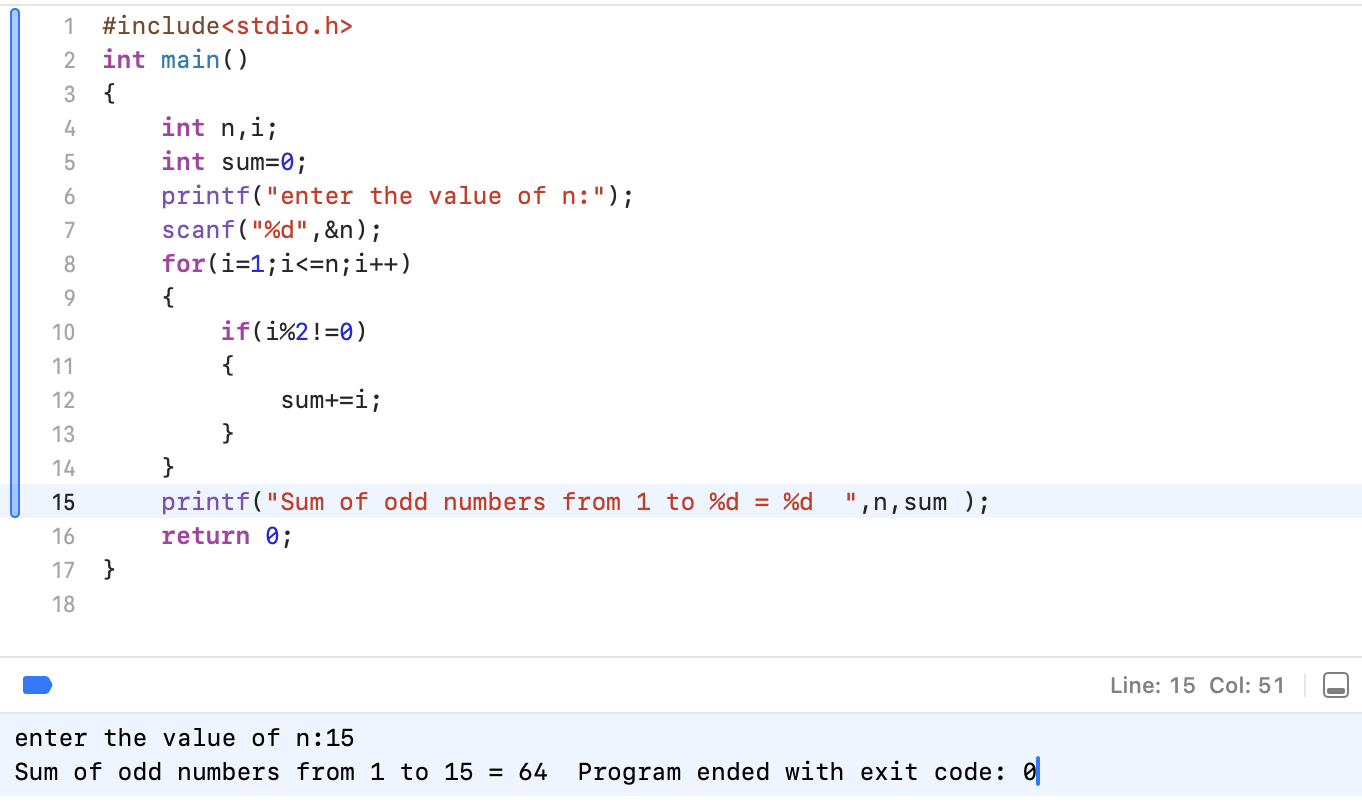 1 #include<stdio.h>
2 int main()
3 {
4     int n,i;
5     int sum=0;
6     printf("enter the value of n:");
7     scanf("%d",&n);
8     for(i=1;i<=n;i++)
9     {
10         if(i%2!=0)
11         {
12             sum+=i;
13         }
14     }
15     printf("Sum of odd numbers from 1 to %d = %d  ",n,sum );
16     return 0;
17 }
18
Line: 15  Col: 51
enter the value of n:15
Sum of odd numbers from 1 to 15 = 64  Program ended with exit code: 0